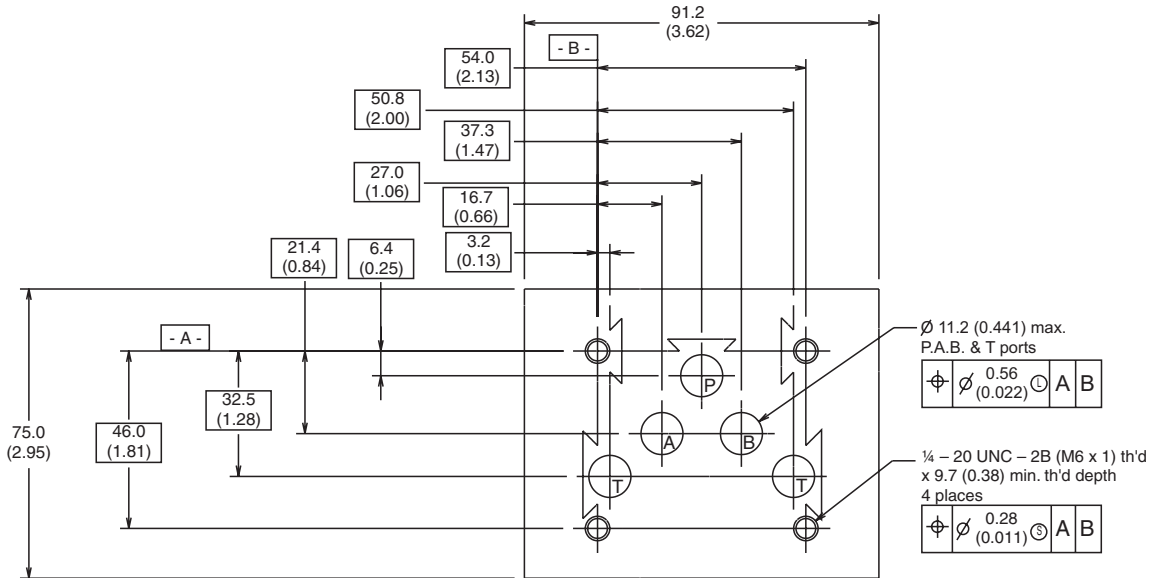 91.2
(3.62)
- B -
54.0
(2.13)
50.8
(2.00)
37.3
(1.47)
27.0
(1.06)
16.7
(0.66)
3.2
(0.13)
21.4
(0.84)
6.4
(0.25)
- A -
32.5
(1.28)
46.0
(1.81)
75.0
(2.95)
P
A
B
T
T
Ø 11.2 (0.441) max.
P.A.B. & T ports
⌖ Ø 0.56 (0.022) Ⓛ A B
¼ – 20 UNC – 2B (M6 x 1) th'd
x 9.7 (0.38) min. th'd depth
4 places
⌖ Ø 0.28 (0.011) Ⓢ A B